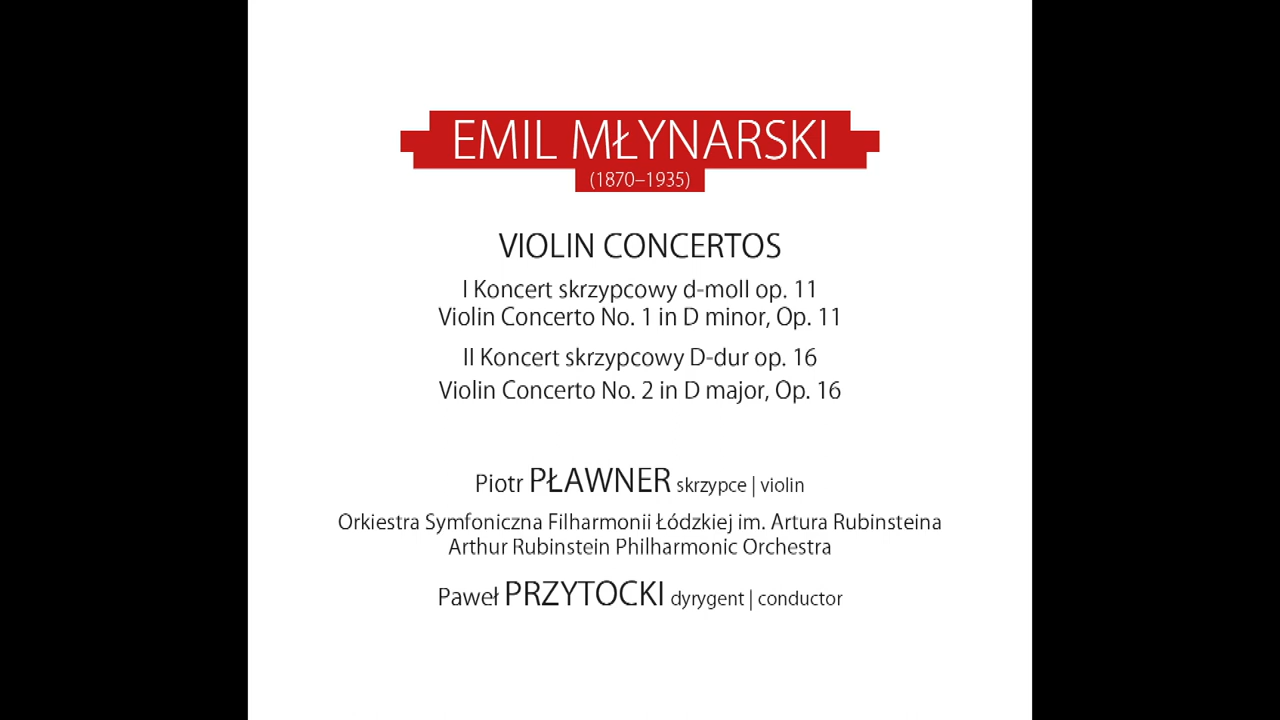 EMIL MŁYNARSKI
(1870–1935)
VIOLIN CONCERTOS
I Koncert skrzypcowy d-moll op. 11
Violin Concerto No. 1 in D minor, Op. 11
II Koncert skrzypcowy D-dur op. 16
Violin Concerto No. 2 in D major, Op. 16
Piotr PŁAWNER skrzypce | violin
Orkiestra Symfoniczna Filharmonii Łódzkiej im. Artura Rubinsteina
Arthur Rubinstein Philharmonic Orchestra
Paweł PRZYTOCKI dyrygent | conductor